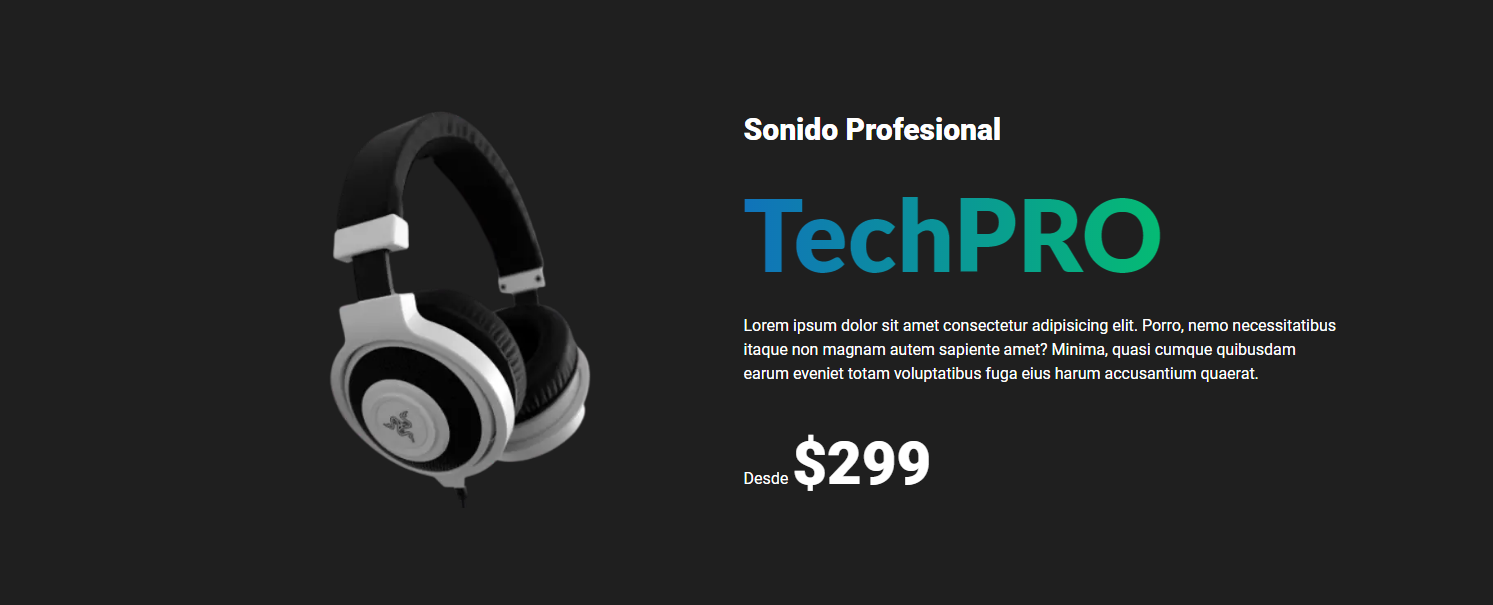 Sonido Profesional
TechPRO
Lorem ipsum dolor sit amet consectetur adipisicing elit. Porro, nemo necessitatibus
itaque non magnam autem sapiente amet? Minima, quasi cumque quibusdam
earum eveniet totam voluptatibus fuga eius harum accusantium quaerat.
Desde $299